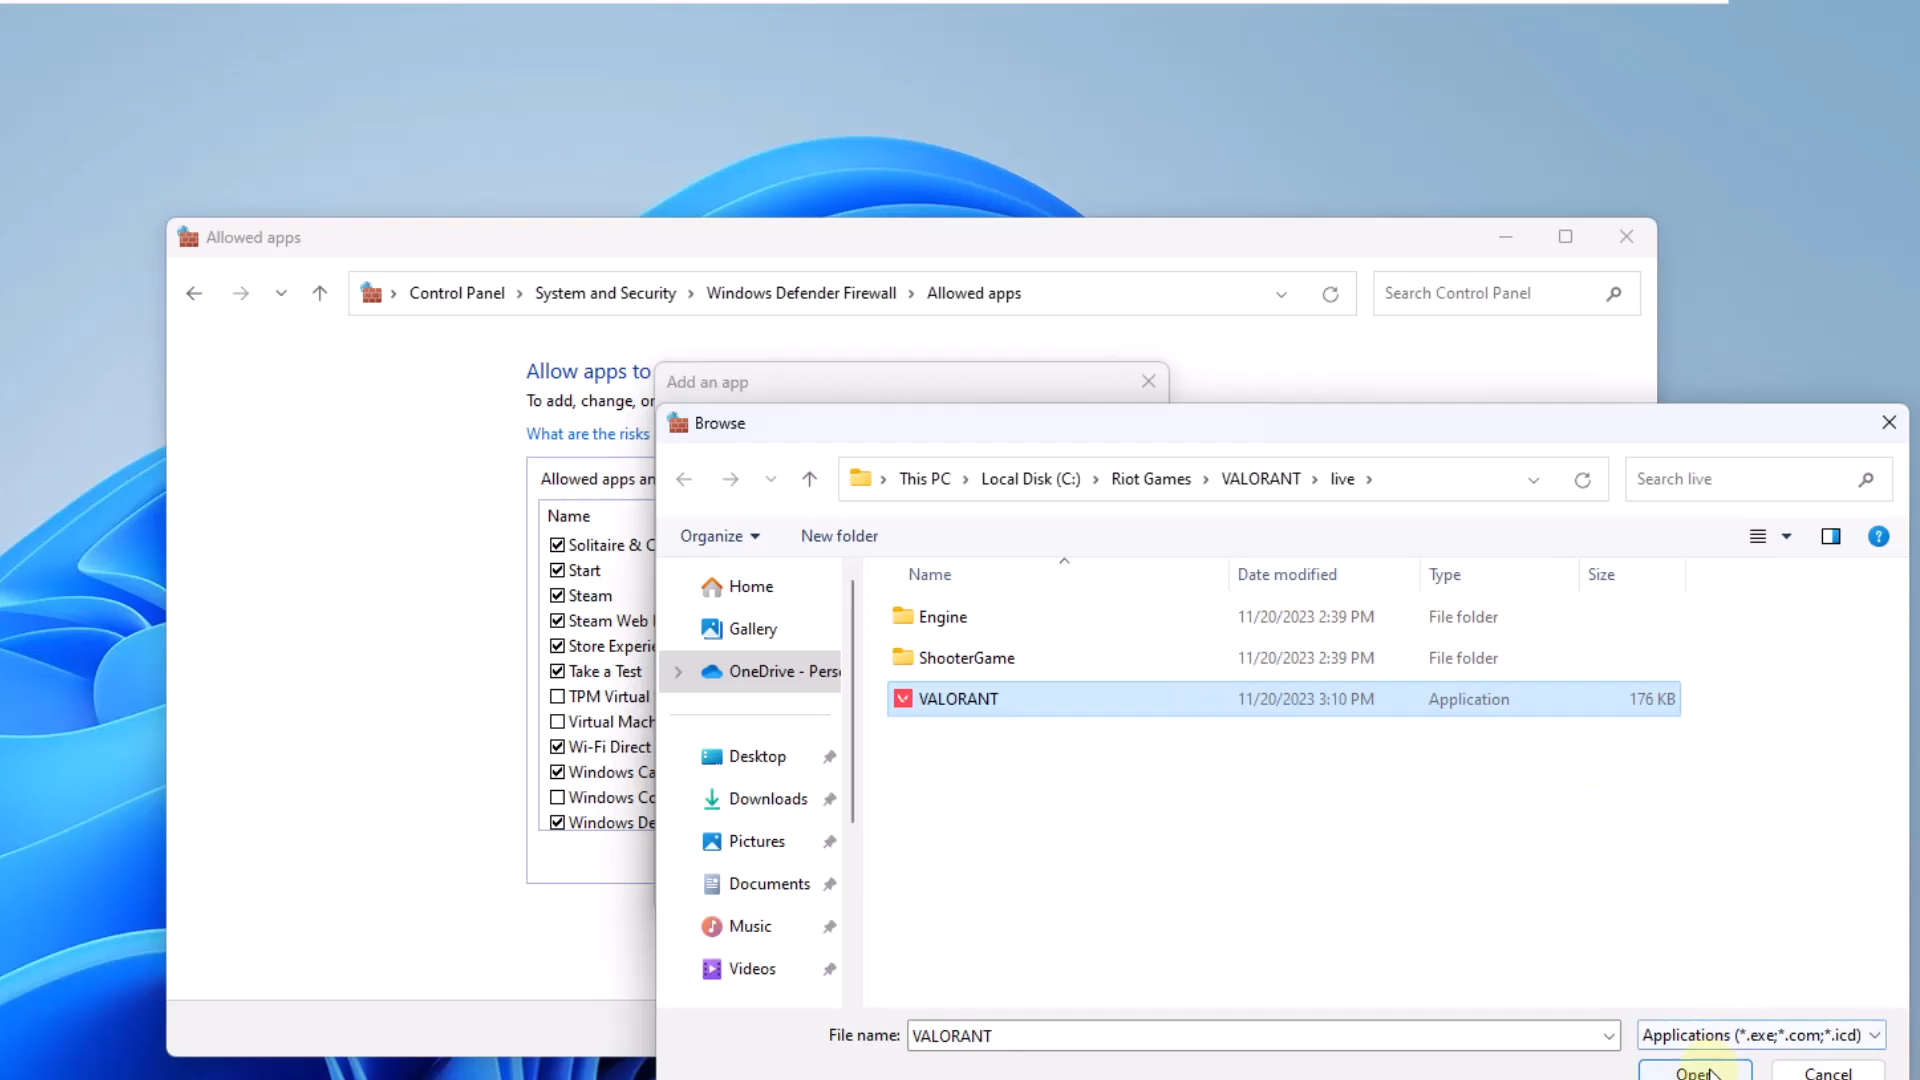 Allowed apps
Control Panel > System and Security > Windows Defender Firewall > Allowed apps
Search Control Panel
Allow apps to
To add, change, or
What are the risks
Allowed apps an
Name
Solitaire & C
Start
Steam
Steam Web
Store Experie
Take a Test
TPM Virtual
Virtual Mach
Wi-Fi Direct
Windows Ca
Windows Co
Windows De
Add an app
Browse
This PC > Local Disk (C:) > Riot Games > VALORANT > live >
Search live
Organize
New folder
Home
Gallery
OneDrive - Perso
Desktop
Downloads
Pictures
Documents
Music
Videos
Name Date modified Type Size
Engine 11/20/2023 2:39 PM File folder
ShooterGame 11/20/2023 2:39 PM File folder
VALORANT 11/20/2023 3:10 PM Application 176 KB
File name: VALORANT
Applications (*.exe;*.com;*.icd)
Open
Cancel